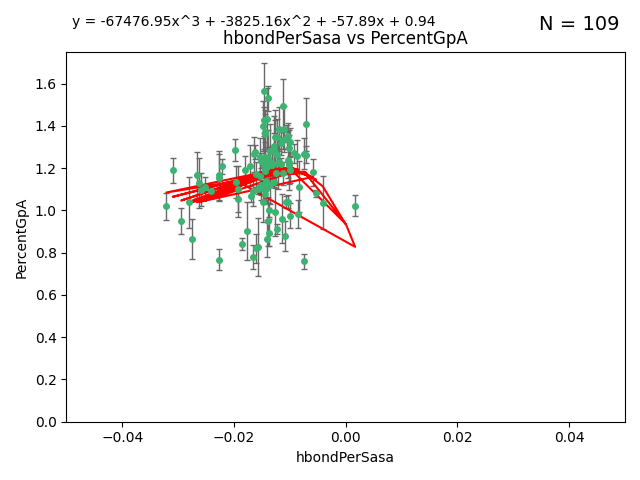 y = -67476.95x^3 + -3825.16x^2 + -57.89x + 0.94
N = 109
hbondPerSasa vs PercentGpA
PercentGpA
1.6
1.4
1.2
1.0
0.8
0.6
0.4
0.2
0.0
−0.04 −0.02 0.00 0.02 0.04
hbondPerSasa